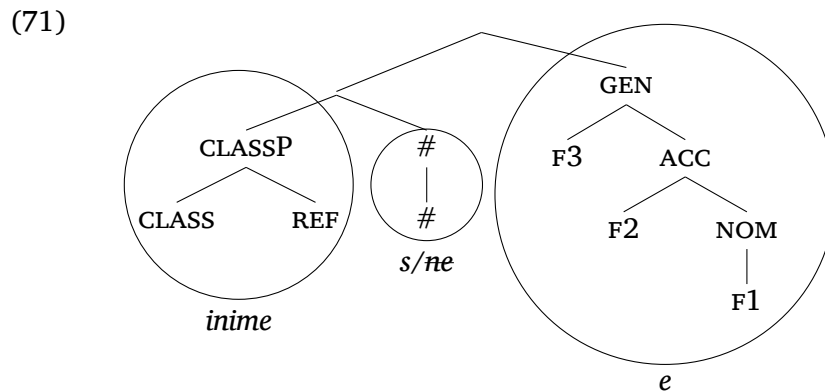 (71)
GEN
CLASSP # F3 ACC
CLASS REF # F2 NOM
s/ne F1
inime
e